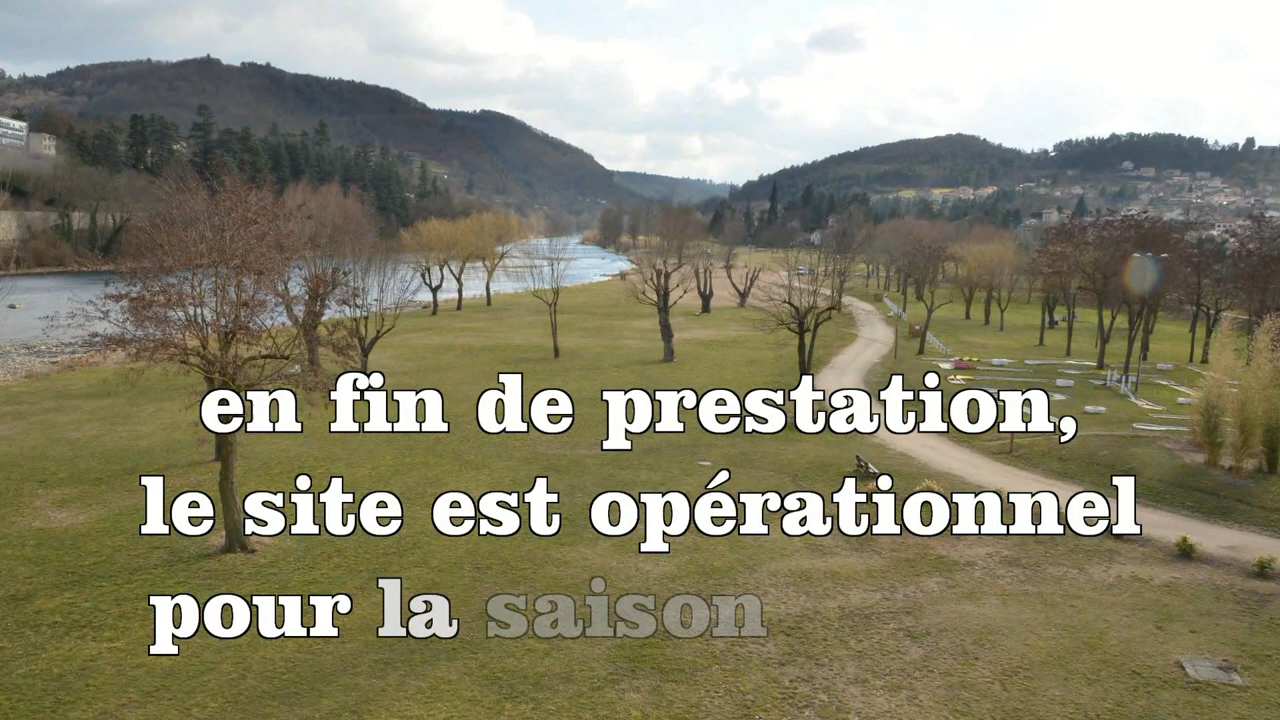 en fin de prestation,
le site est opérationnel
pour la saison